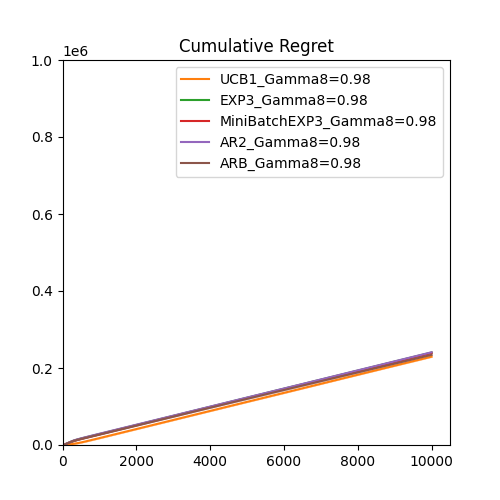 Cumulative Regret
1e6
1.0
0.8
0.6
0.4
0.2
0.0
UCB1_Gamma8=0.98
EXP3_Gamma8=0.98
MiniBatchEXP3_Gamma8=0.98
AR2_Gamma8=0.98
ARB_Gamma8=0.98
0 2000 4000 6000 8000 10000